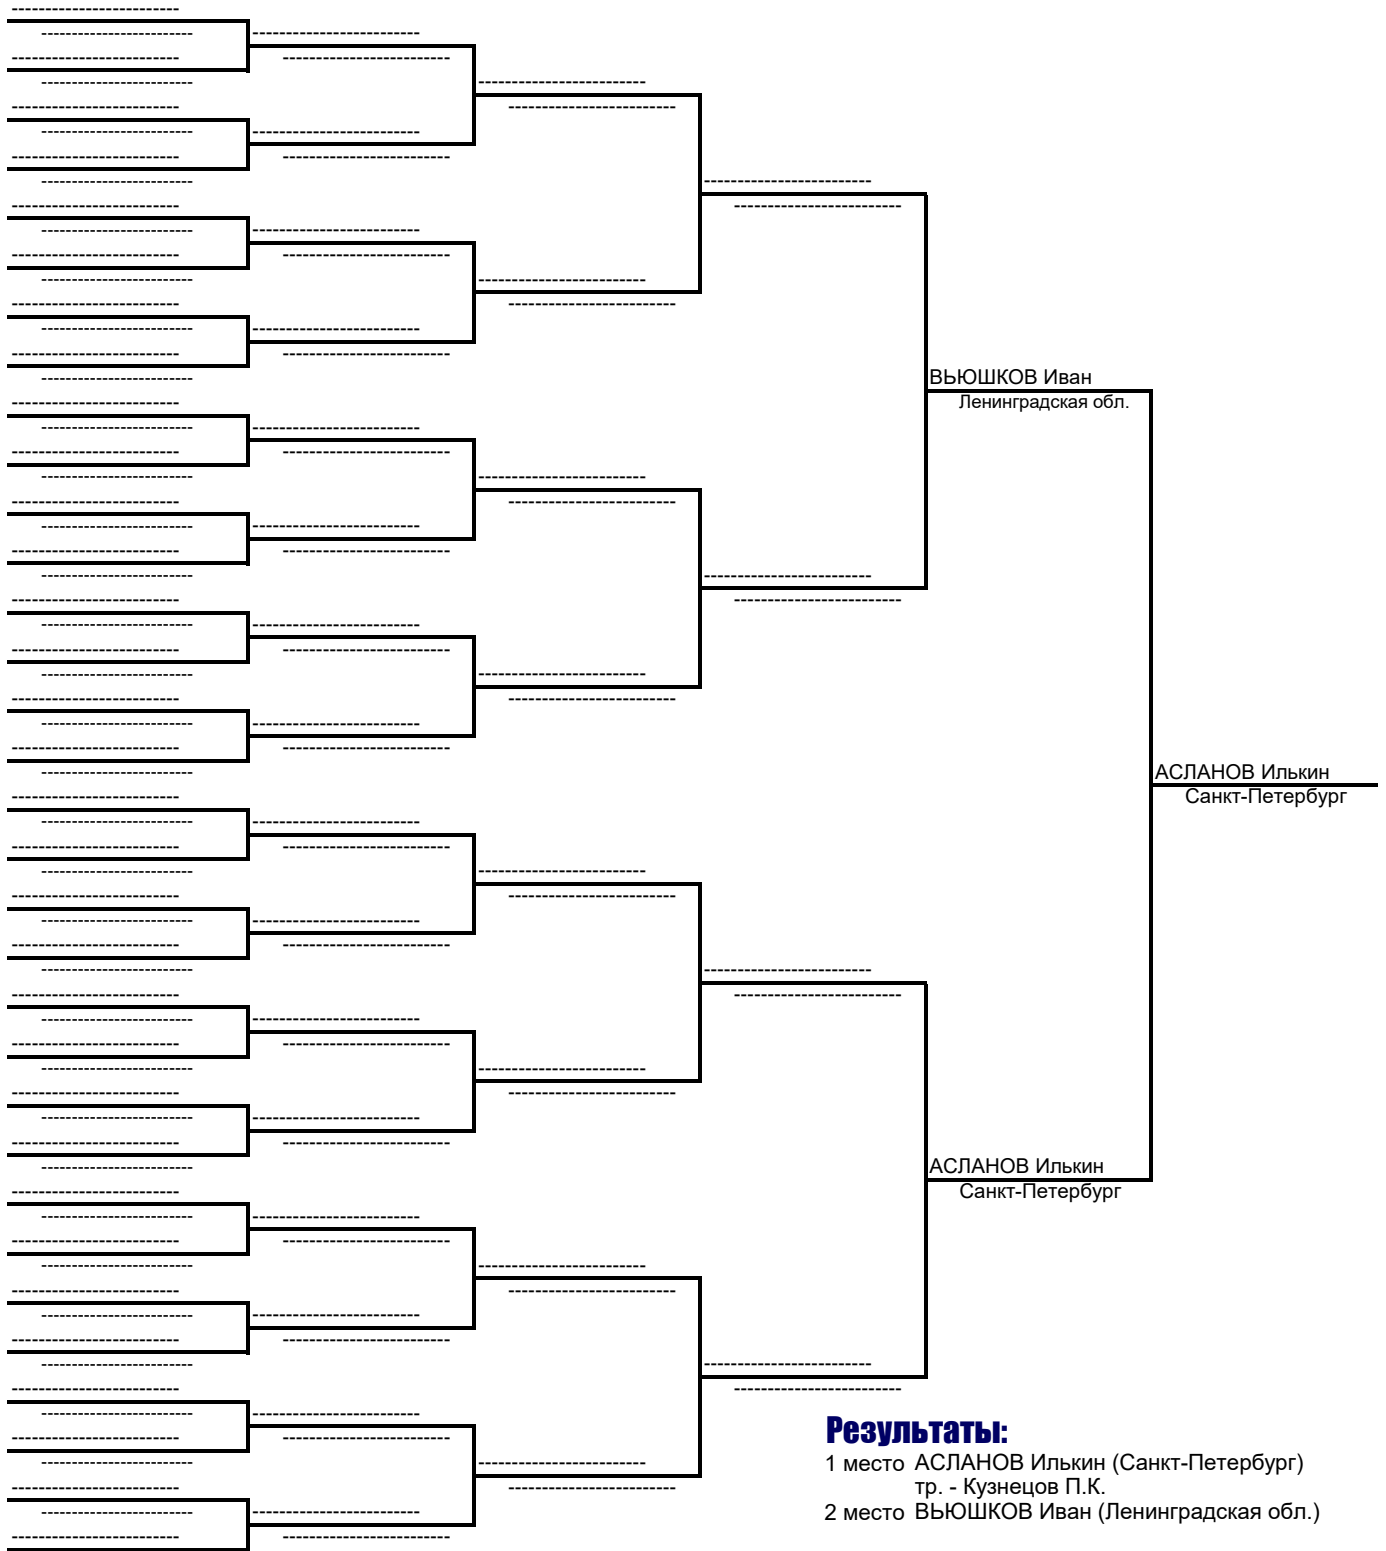 ВЬЮШКОВ Иван
Ленинградская обл.
АСЛАНОВ Илькин
Санкт-Петербург
АСЛАНОВ Илькин
Санкт-Петербург
Результаты:
1 место АСЛАНОВ Илькин (Санкт-Петербург)
тр. - Кузнецов П.К.
2 место ВЬЮШКОВ Иван (Ленинградская обл.)